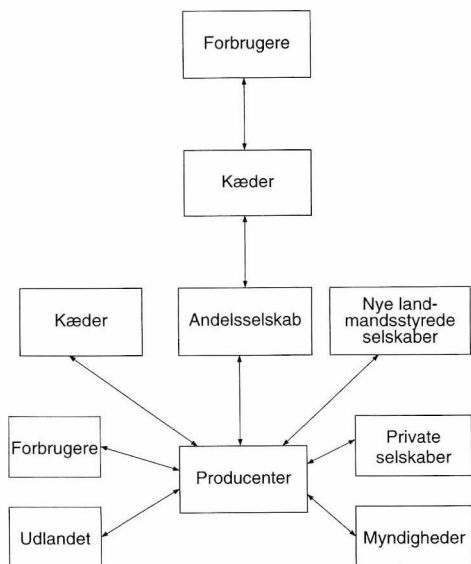 Forbrugere
Kæder
Kæder
Andelsselskab
Nye land-
mandsstyrede
selskaber
Forbrugere
Producenter
Private
selskaber
Udlandet
Myndigheder